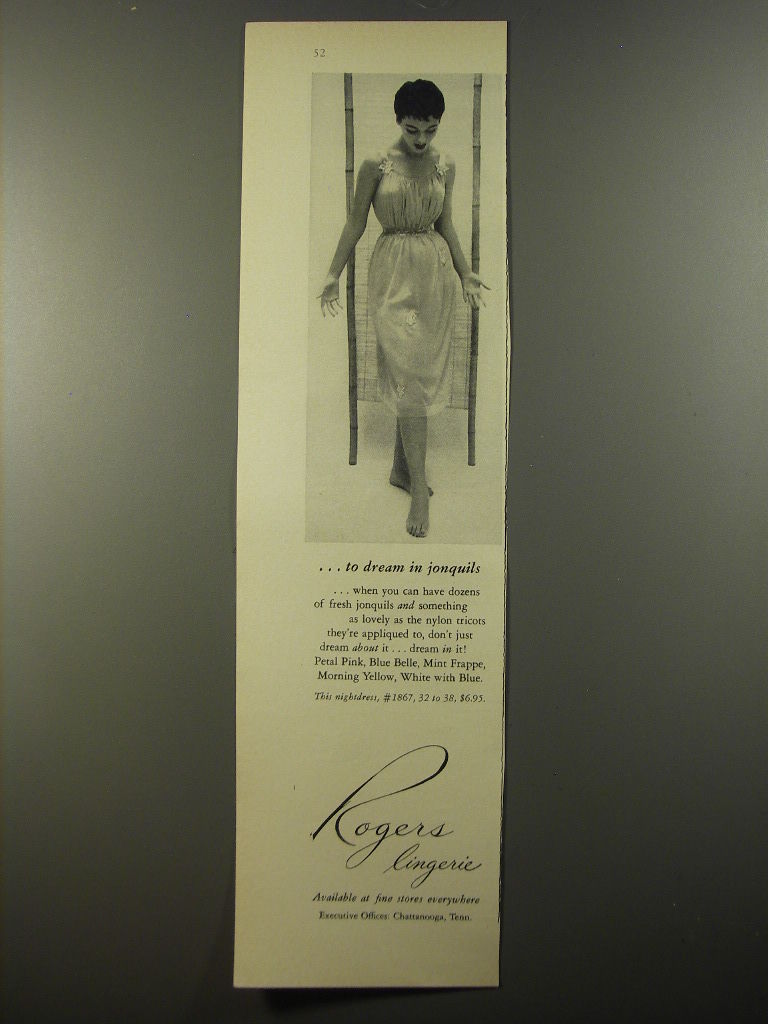 52
. . . to dream in jonquils
. . . when you can have dozens
of fresh jonquils and something
as lovely as the nylon tricots
they're appliqued to, don't just
dream about it . . . dream in it!
Petal Pink, Blue Belle, Mint Frappe,
Morning Yellow, White with Blue.
This nightdress, #1867, 32 to 38, $6.95.
Rogers
lingerie
Available at fine stores everywhere
Executive Offices: Chattanooga, Tenn.